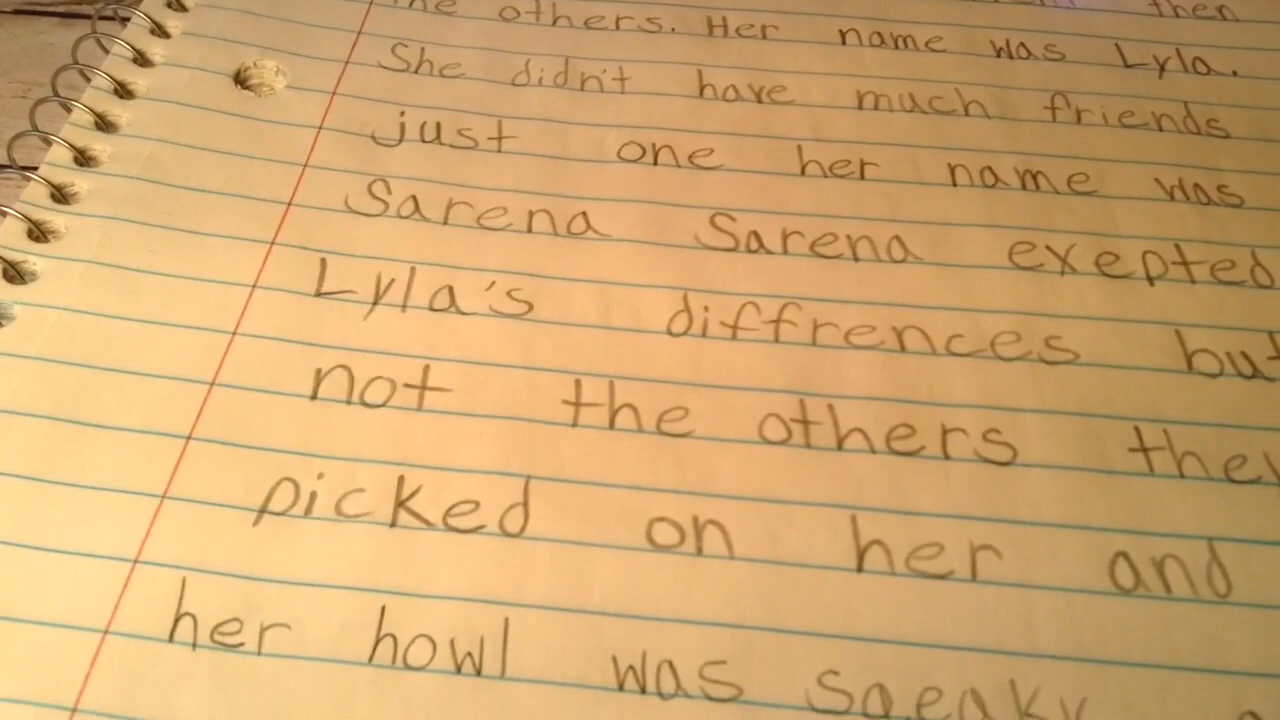 the others. Her name was Lyla.
She didn't have much friends
just one her name was
Sarena Sarena exepted
Lyla's diffrences but
not the others they
picked on her and
her howl was